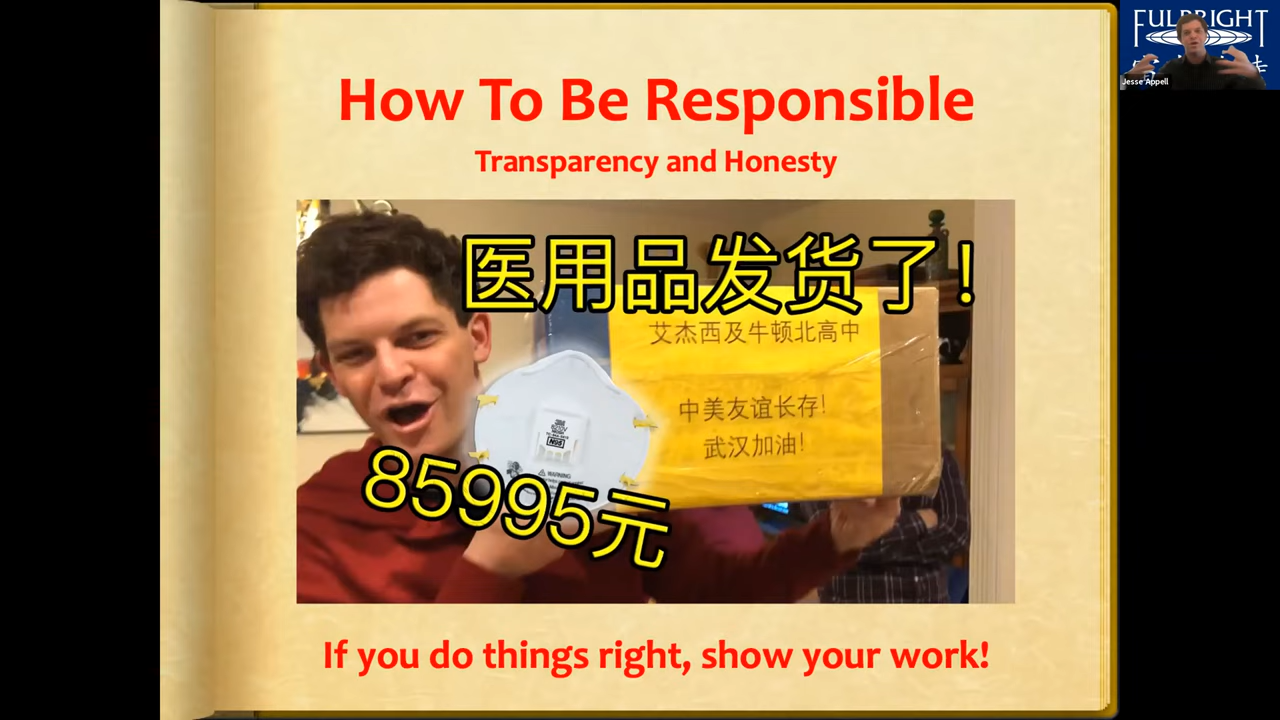 How To Be Responsible
Transparency and Honesty
医用品发货了!
艾杰西及牛顿北高中
中美友谊长存!
武汉加油!
N95
WARNING
85995元
If you do things right, show your work!
FULBRIGHT
Jesse Appell